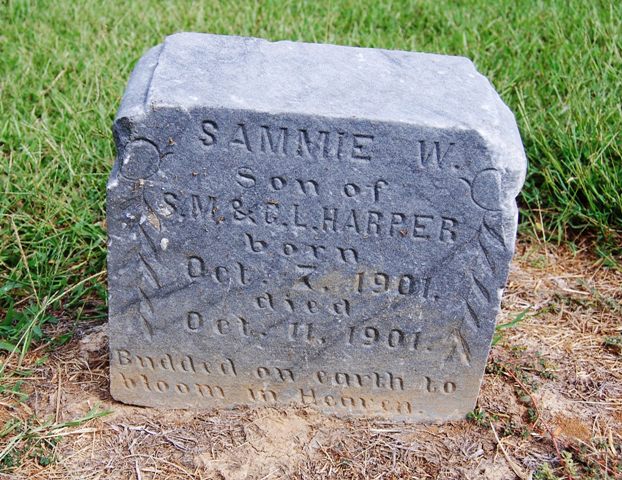 SAMMIE W.
Son of
S.M. & C.L. HARPER
born
Oct. 7. 1901.
died
Oct. 11, 1901.
Budded on earth to
bloom in Heaven.